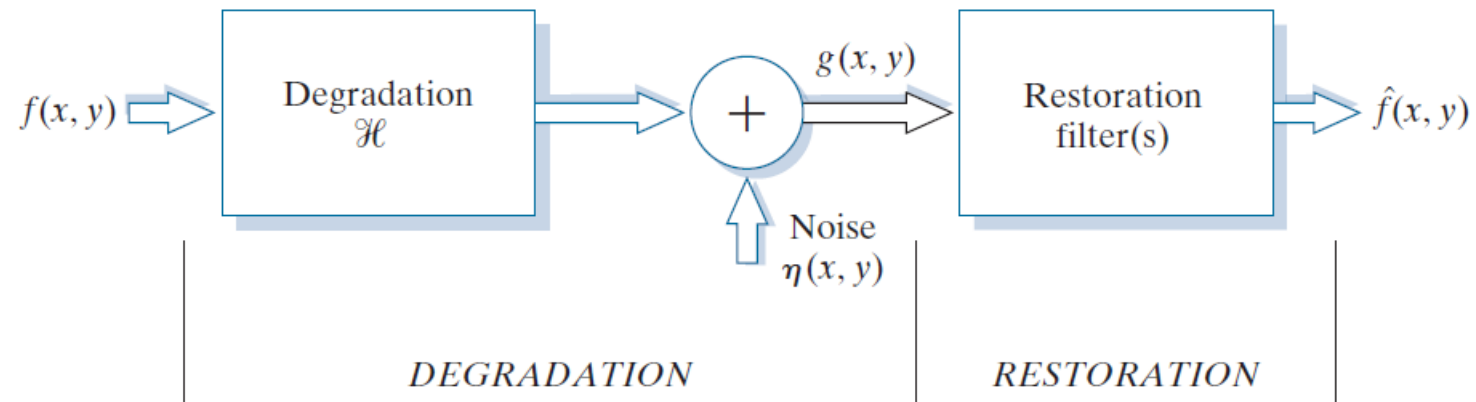 f(x, y)
Degradation
ℋ
+
Noise
η(x, y)
g(x, y)
Restoration
filter(s)
f̂(x, y)
DEGRADATION
RESTORATION